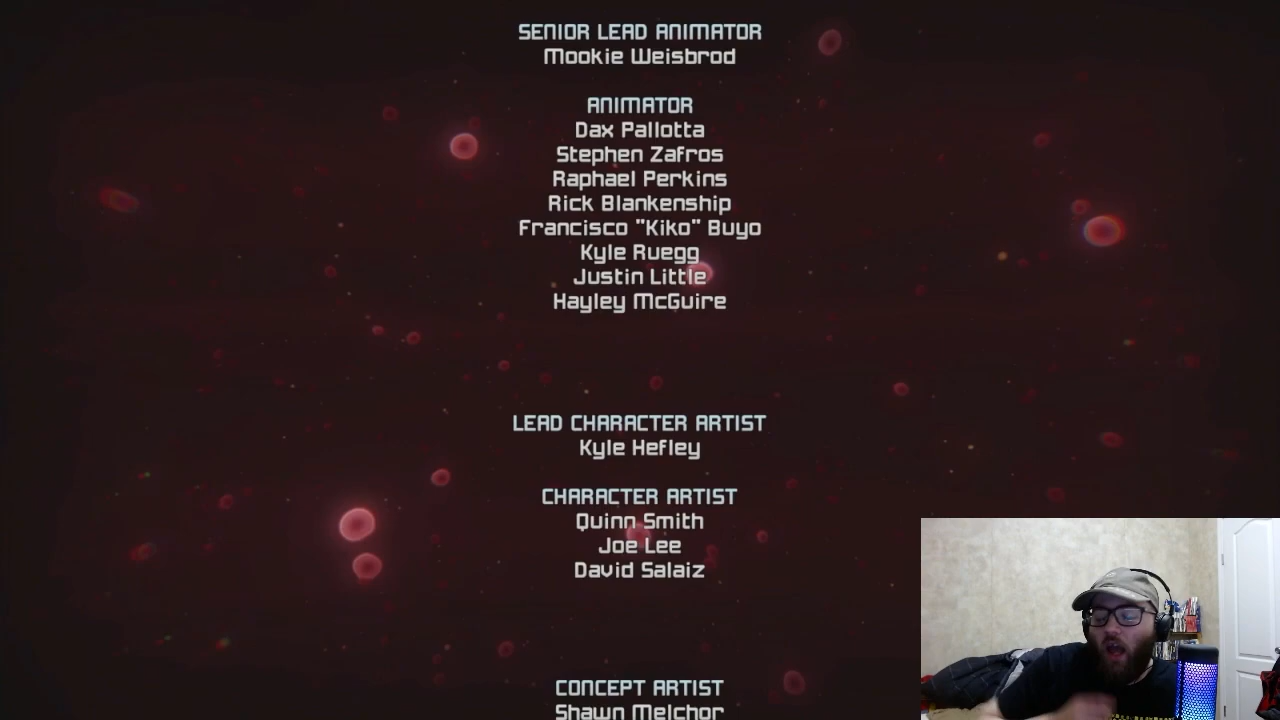 SENIOR LEAD ANIMATOR
Mookie Weisbrod
ANIMATOR
Dax Pallotta
Stephen Zafros
Raphael Perkins
Rick Blankenship
Francisco "Kiko" Buyo
Kyle Ruegg
Justin Little
Hayley McGuire
LEAD CHARACTER ARTIST
Kyle Hefley
CHARACTER ARTIST
Quinn Smith
Joe Lee
David Salaiz
CONCEPT ARTIST
Shawn Melchor